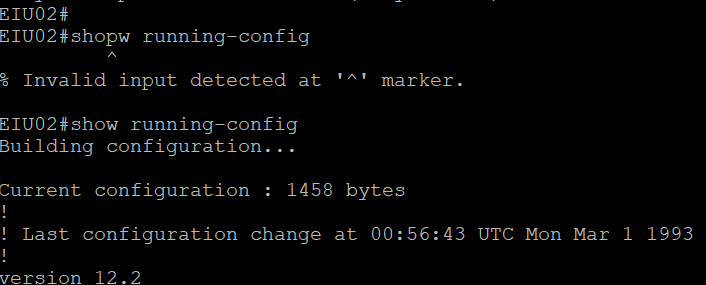 EIU02#
EIU02#shopw running-config
^
% Invalid input detected at '^' marker.
EIU02#show running-config
Building configuration...
Current configuration : 1458 bytes
!
! Last configuration change at 00:56:43 UTC Mon Mar 1 1993
!
version 12.2